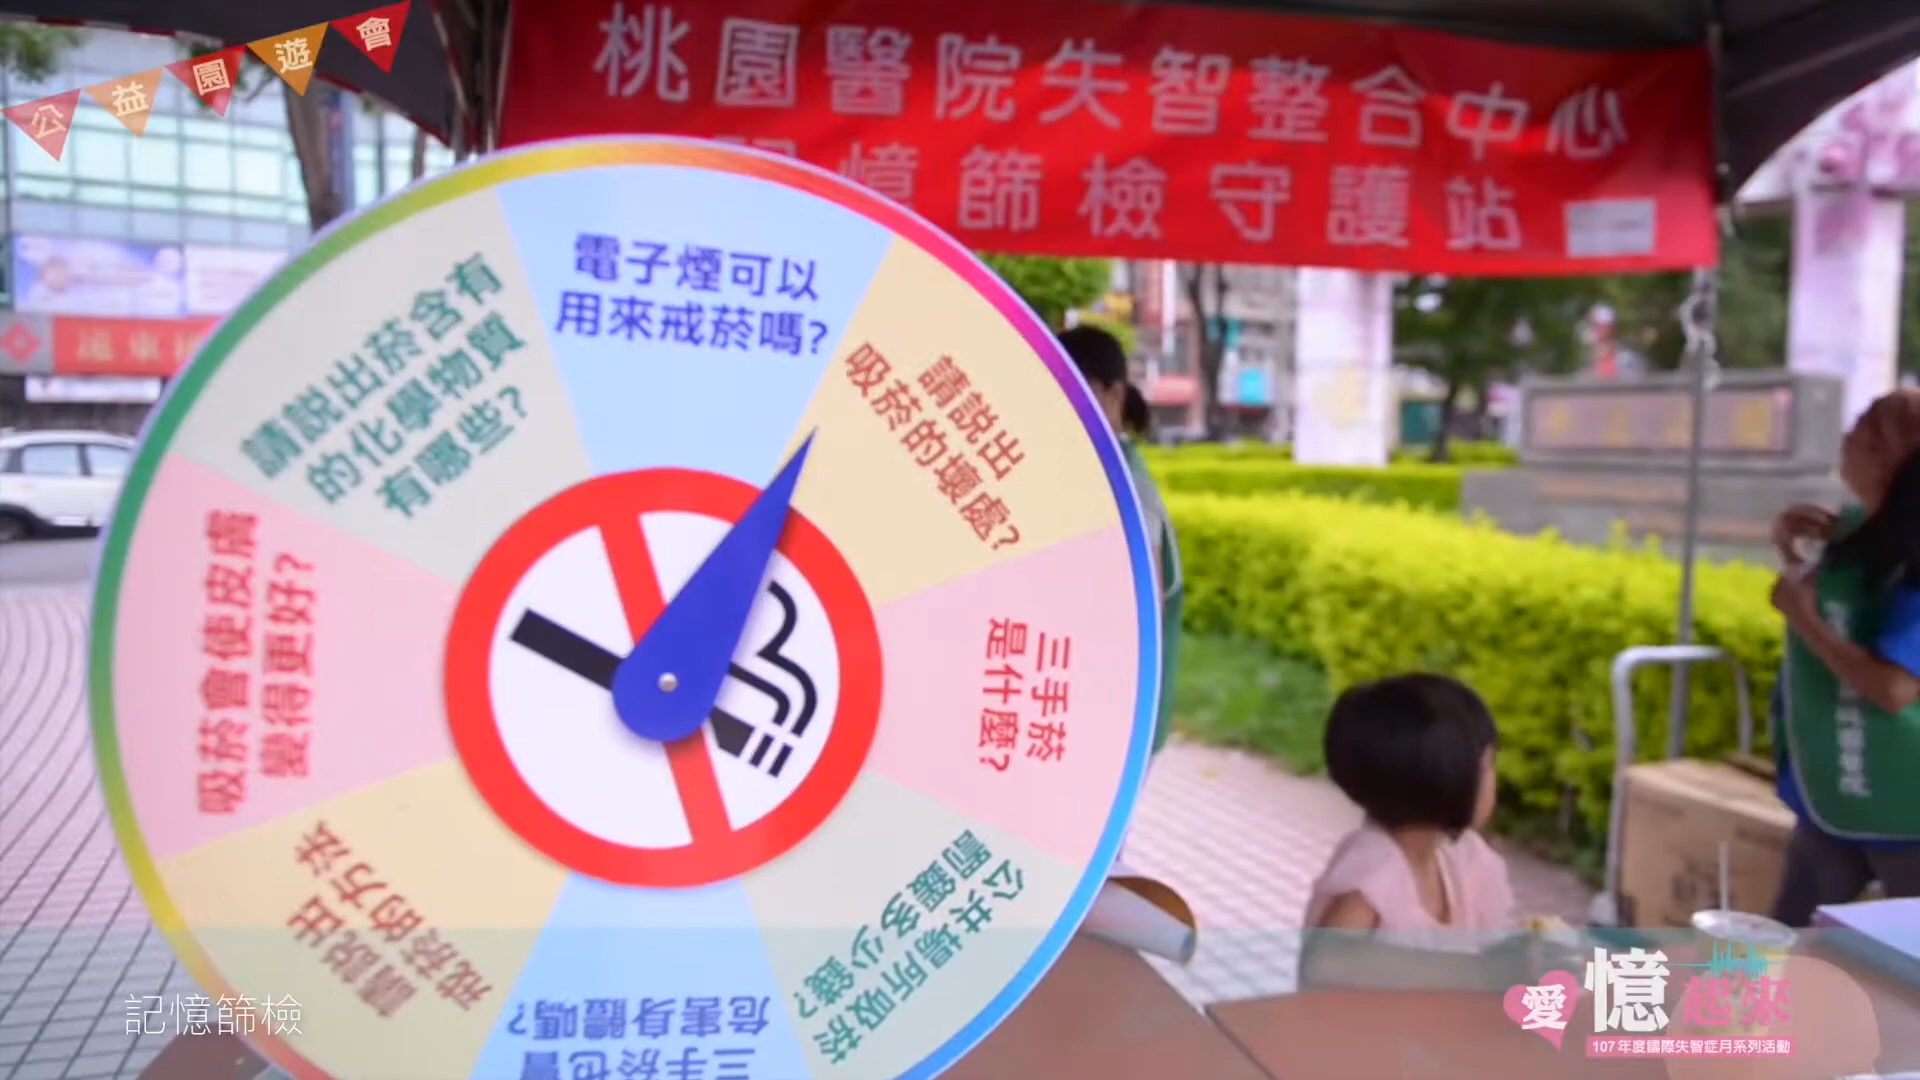 公益園遊會
桃園醫院失智整合中心
憶篩檢守護站
電子煙可以
用來戒菸嗎?
請說出
吸菸的壞處?
三手菸
是什麼?
公共場所吸菸
罰鍰多少錢?
三手菸也會
危害身體嗎?
請說出
戒菸的方法
吸菸會使皮膚
變得更好?
請說出菸含有
的化學物質
有哪些?
記憶篩檢
愛憶起來
107年度國際失智症月系列活動